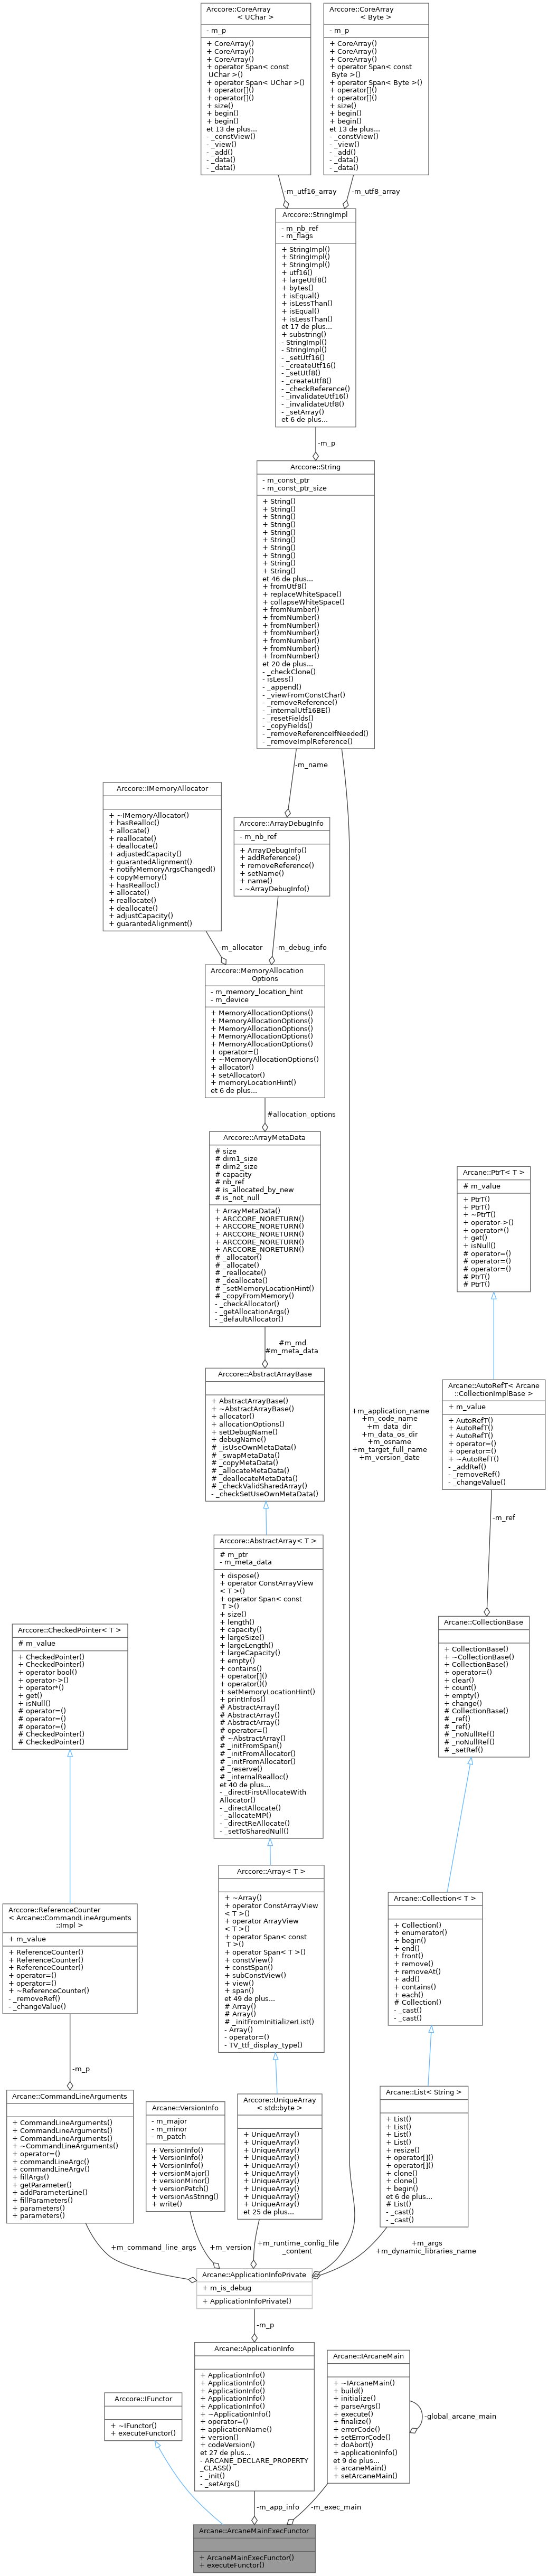 Arccore::CoreArray
< UChar >
- m_p
+ CoreArray()
+ CoreArray()
+ CoreArray()
+ operator Span< const
UChar >()
+ operator Span< UChar >()
+ operator[]()
+ operator[]()
+ size()
+ begin()
+ begin()
et 13 de plus...
- _constView()
- _view()
- _add()
- _data()
- _data()
Arccore::CoreArray
< Byte >
- m_p
+ CoreArray()
+ CoreArray()
+ CoreArray()
+ operator Span< const
Byte >()
+ operator Span< Byte >()
+ operator[]()
+ operator[]()
+ size()
+ begin()
+ begin()
et 13 de plus...
- _constView()
- _view()
- _add()
- _data()
- _data()
-m_utf16_array
-m_utf8_array
Arccore::StringImpl
- m_nb_ref
- m_flags
+ StringImpl()
+ StringImpl()
+ StringImpl()
+ utf16()
+ largeUtf8()
+ bytes()
+ isEqual()
+ isLessThan()
+ isEqual()
+ isLessThan()
et 17 de plus...
+ substring()
- StringImpl()
- StringImpl()
- _setUtf16()
- _createUtf16()
- _setUtf8()
- _createUtf8()
- _checkReference()
- _invalidateUtf16()
- _invalidateUtf8()
- _setArray()
et 6 de plus...
-m_p
Arccore::String
- m_const_ptr
- m_const_ptr_size
+ String()
+ String()
+ String()
+ String()
+ String()
+ String()
+ String()
+ String()
+ String()
+ String()
et 46 de plus...
+ fromUtf8()
+ replaceWhiteSpace()
+ collapseWhiteSpace()
+ fromNumber()
+ fromNumber()
+ fromNumber()
+ fromNumber()
+ fromNumber()
+ fromNumber()
+ fromNumber()
et 20 de plus...
- _checkClone()
- isLess()
- _append()
- _viewFromConstChar()
- _removeReference()
- _internalUtf16BE()
- _resetFields()
- _copyFields()
- _removeReferenceIfNeeded()
- _removeImplReference()
-m_name
Arccore::IMemoryAllocator
+ ~IMemoryAllocator()
+ hasRealloc()
+ allocate()
+ reallocate()
+ deallocate()
+ adjustedCapacity()
+ guarantedAlignment()
+ notifyMemoryArgsChanged()
+ copyMemory()
+ hasRealloc()
+ allocate()
+ reallocate()
+ deallocate()
+ adjustCapacity()
+ guarantedAlignment()
Arccore::ArrayDebugInfo
- m_nb_ref
+ ArrayDebugInfo()
+ addReference()
+ removeReference()
+ setName()
+ name()
- ~ArrayDebugInfo()
-m_allocator
-m_debug_info
Arccore::MemoryAllocation
Options
- m_memory_location_hint
- m_device
+ MemoryAllocationOptions()
+ MemoryAllocationOptions()
+ MemoryAllocationOptions()
+ MemoryAllocationOptions()
+ MemoryAllocationOptions()
+ operator=()
+ ~MemoryAllocationOptions()
+ allocator()
+ setAllocator()
+ memoryLocationHint()
et 6 de plus...
#allocation_options
Arccore::ArrayMetaData
# size
# dim1_size
# dim2_size
# capacity
# nb_ref
# is_allocated_by_new
# is_not_null
+ ArrayMetaData()
+ ARCCORE_NORETURN()
+ ARCCORE_NORETURN()
+ ARCCORE_NORETURN()
+ ARCCORE_NORETURN()
+ ARCCORE_NORETURN()
# _allocator()
# _allocate()
# _reallocate()
# _deallocate()
# _setMemoryLocationHint()
# _copyFromMemory()
- _checkAllocator()
- _getAllocationArgs()
- _defaultAllocator()
#m_md
#m_meta_data
Arccore::AbstractArrayBase
+ AbstractArrayBase()
+ ~AbstractArrayBase()
+ allocator()
+ allocationOptions()
+ setDebugName()
+ debugName()
# _isUseOwnMetaData()
# _swapMetaData()
# _copyMetaData()
# _allocateMetaData()
# _deallocateMetaData()
# _checkValidSharedArray()
- _checkSetUseOwnMetaData()
Arccore::AbstractArray< T >
# m_ptr
- m_meta_data
+ dispose()
+ operator ConstArrayView
< T >()
+ operator Span< const
T >()
+ size()
+ length()
+ capacity()
+ largeSize()
+ largeLength()
+ largeCapacity()
+ empty()
+ contains()
+ operator[]()
+ operator()()
+ setMemoryLocationHint()
+ printInfos()
# AbstractArray()
# AbstractArray()
# AbstractArray()
# operator=()
# ~AbstractArray()
# _initFromSpan()
# _initFromAllocator()
# _initFromAllocator()
# _reserve()
# _internalRealloc()
et 40 de plus...
- _directFirstAllocateWith
Allocator()
- _directAllocate()
- _allocateMP()
- _directReAllocate()
- _setToSharedNull()
Arccore::Array< T >
+ ~Array()
+ operator ConstArrayView
< T >()
+ operator ArrayView
< T >()
+ operator Span< const
T >()
+ operator Span< T >()
+ constView()
+ constSpan()
+ subConstView()
+ view()
+ span()
et 49 de plus...
# Array()
# Array()
# _initFromInitializerList()
- Array()
- operator=()
- TV_ttf_display_type()
Arccore::UniqueArray
< std::byte >
+ UniqueArray()
+ UniqueArray()
+ UniqueArray()
+ UniqueArray()
+ UniqueArray()
+ UniqueArray()
+ UniqueArray()
+ UniqueArray()
+ UniqueArray()
+ UniqueArray()
et 25 de plus...
+m_application_name
+m_code_name
+m_data_dir
+m_data_os_dir
+m_osname
+m_target_full_name
+m_version_date
Arcane::PtrT< T >
# m_value
+ PtrT()
+ PtrT()
+ ~PtrT()
+ operator->()
+ operator*()
+ get()
+ isNull()
# operator=()
# operator=()
# operator=()
# PtrT()
# PtrT()
Arcane::AutoRefT< Arcane
::CollectionImplBase >
+ m_value
+ AutoRefT()
+ AutoRefT()
+ AutoRefT()
+ operator=()
+ operator=()
+ ~AutoRefT()
- _addRef()
- _removeRef()
- _changeValue()
-m_ref
Arcane::CollectionBase
+ CollectionBase()
+ ~CollectionBase()
+ CollectionBase()
+ operator=()
+ clear()
+ count()
+ empty()
+ change()
# CollectionBase()
# _ref()
# _ref()
# _noNullRef()
# _noNullRef()
# _setRef()
Arcane::Collection< T >
+ Collection()
+ enumerator()
+ begin()
+ end()
+ front()
+ remove()
+ removeAt()
+ add()
+ contains()
+ each()
# Collection()
- _cast()
- _cast()
Arcane::List< String >
+ List()
+ List()
+ List()
+ List()
+ resize()
+ operator[]()
+ operator[]()
+ clone()
+ clone()
+ begin()
et 6 de plus...
# List()
- _cast()
- _cast()
Arccore::CheckedPointer< T >
# m_value
+ CheckedPointer()
+ CheckedPointer()
+ operator bool()
+ operator->()
+ operator*()
+ get()
+ isNull()
# operator=()
# operator=()
# operator=()
# CheckedPointer()
# CheckedPointer()
Arccore::ReferenceCounter
< Arcane::CommandLineArguments
::Impl >
+ m_value
+ ReferenceCounter()
+ ReferenceCounter()
+ ReferenceCounter()
+ operator=()
+ operator=()
+ ~ReferenceCounter()
- _removeRef()
- _changeValue()
-m_p
Arcane::CommandLineArguments
+ CommandLineArguments()
+ CommandLineArguments()
+ CommandLineArguments()
+ ~CommandLineArguments()
+ operator=()
+ commandLineArgc()
+ commandLineArgv()
+ fillArgs()
+ getParameter()
+ addParameterLine()
+ fillParameters()
+ parameters()
+ parameters()
Arcane::VersionInfo
- m_major
- m_minor
- m_patch
+ VersionInfo()
+ VersionInfo()
+ VersionInfo()
+ versionMajor()
+ versionMinor()
+ versionPatch()
+ versionAsString()
+ write()
+m_command_line_args
+m_version
+m_runtime_config_file
_content
+m_args
+m_dynamic_libraries_name
Arcane::ApplicationInfoPrivate
+ m_is_debug
+ ApplicationInfoPrivate()
-m_p
Arcane::ApplicationInfo
+ ApplicationInfo()
+ ApplicationInfo()
+ ApplicationInfo()
+ ApplicationInfo()
+ ApplicationInfo()
+ ~ApplicationInfo()
+ operator=()
+ applicationName()
+ version()
+ codeVersion()
et 27 de plus...
- ARCANE_DECLARE_PROPERTY
_CLASS()
- _init()
- _setArgs()
Arcane::IArcaneMain
+ ~IArcaneMain()
+ build()
+ initialize()
+ parseArgs()
+ execute()
+ finalize()
+ errorCode()
+ setErrorCode()
+ doAbort()
+ applicationInfo()
et 9 de plus...
+ arcaneMain()
+ setArcaneMain()
-global_arcane_main
Arccore::IFunctor
+ ~IFunctor()
+ executeFunctor()
-m_app_info
-m_exec_main
Arcane::ArcaneMainExecFunctor
+ ArcaneMainExecFunctor()
+ executeFunctor()